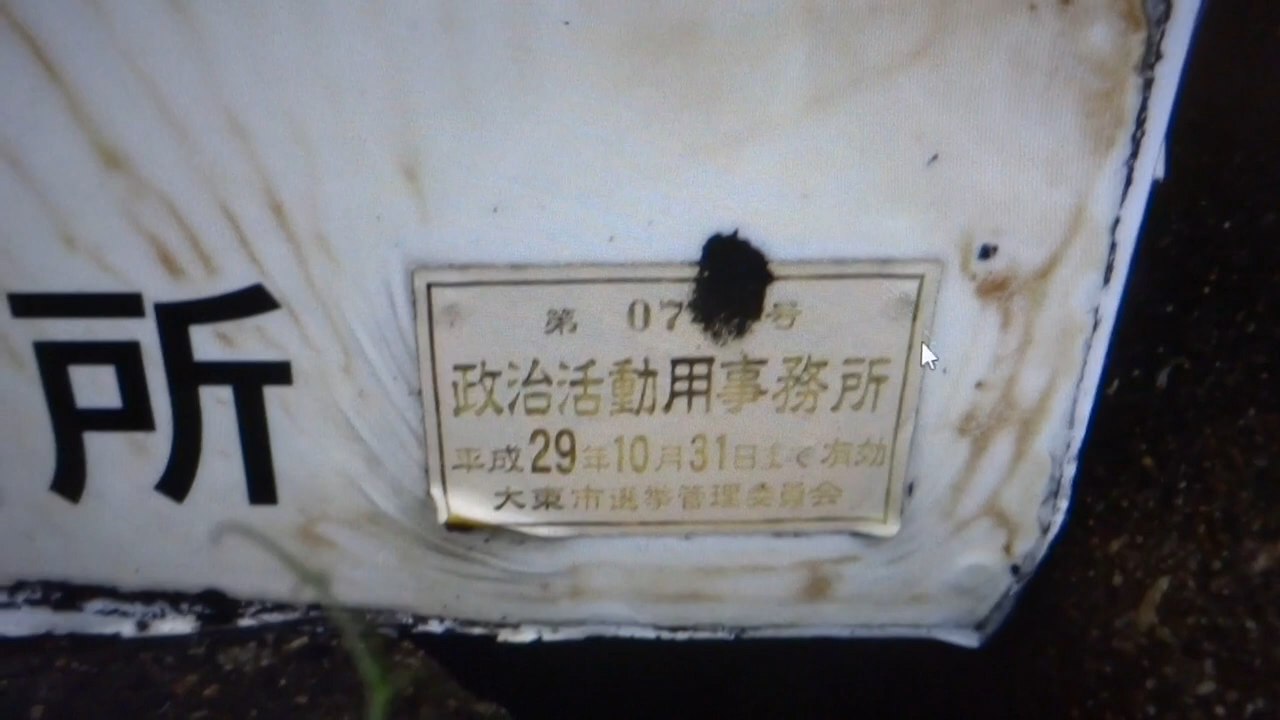 所
第 07 号
政治活動用事務所
平成29年10月31日まで有効
大東市選挙管理委員会